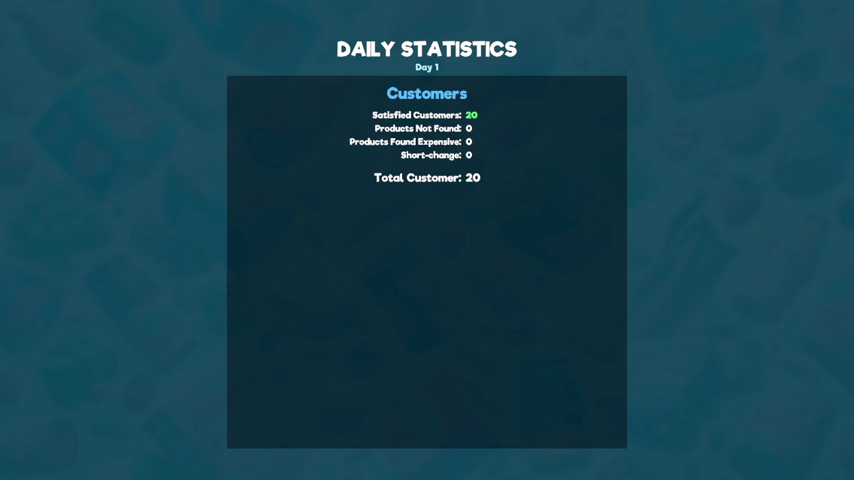 DAILY STATISTICS
Day 1
Customers
Satisfied Customers: 20
Products Not Found: 0
Products Found Expensive: 0
Short-change: 0
Total Customer: 20